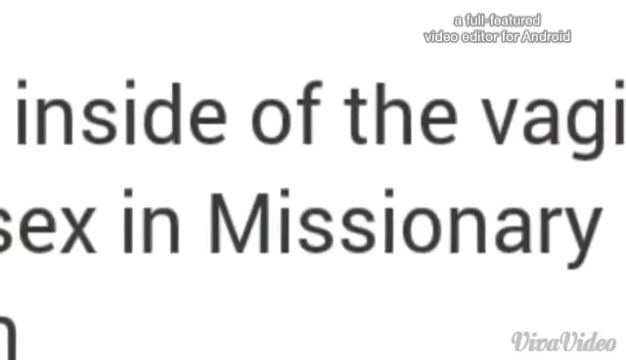 a full-featured
video editor for Android
inside of the vagi
sex in Missionary
VivaVideo